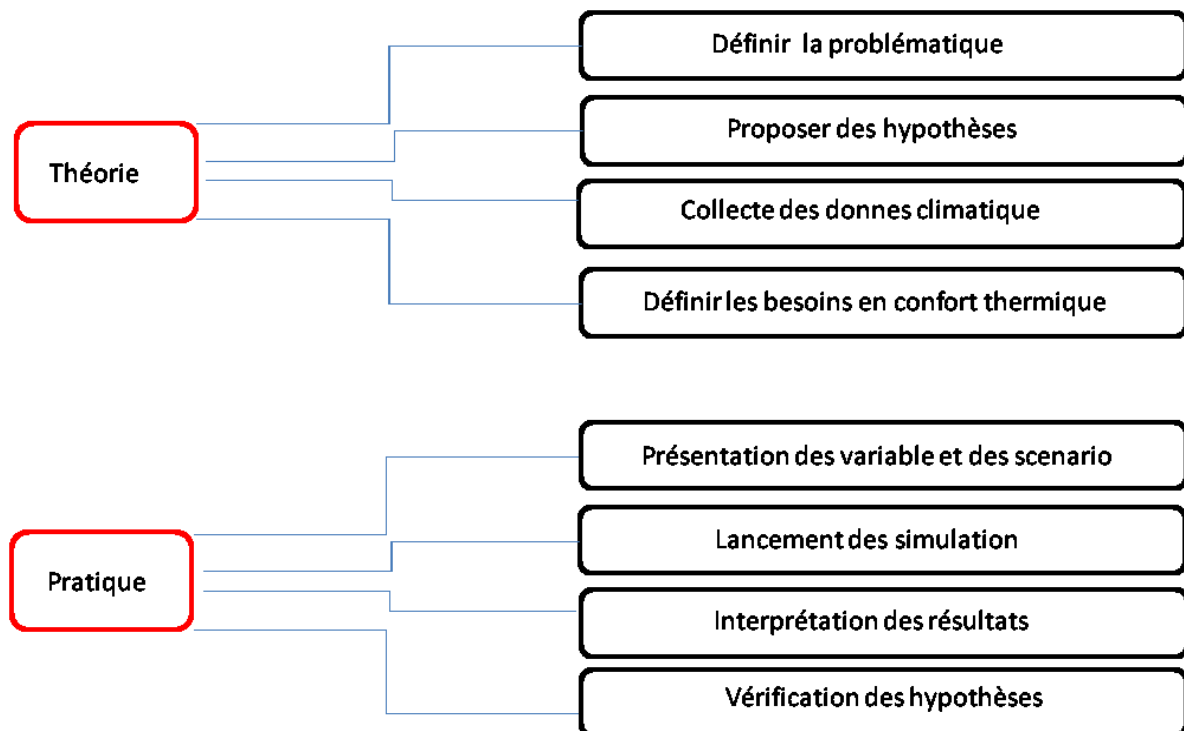 Théorie
Définir la problématique
Proposer des hypothèses
Collecte des donnes climatique
Définir les besoins en confort thermique
Pratique
Présentation des variable et des scenario
Lancement des simulation
Interprétation des résultats
Vérification des hypothèses